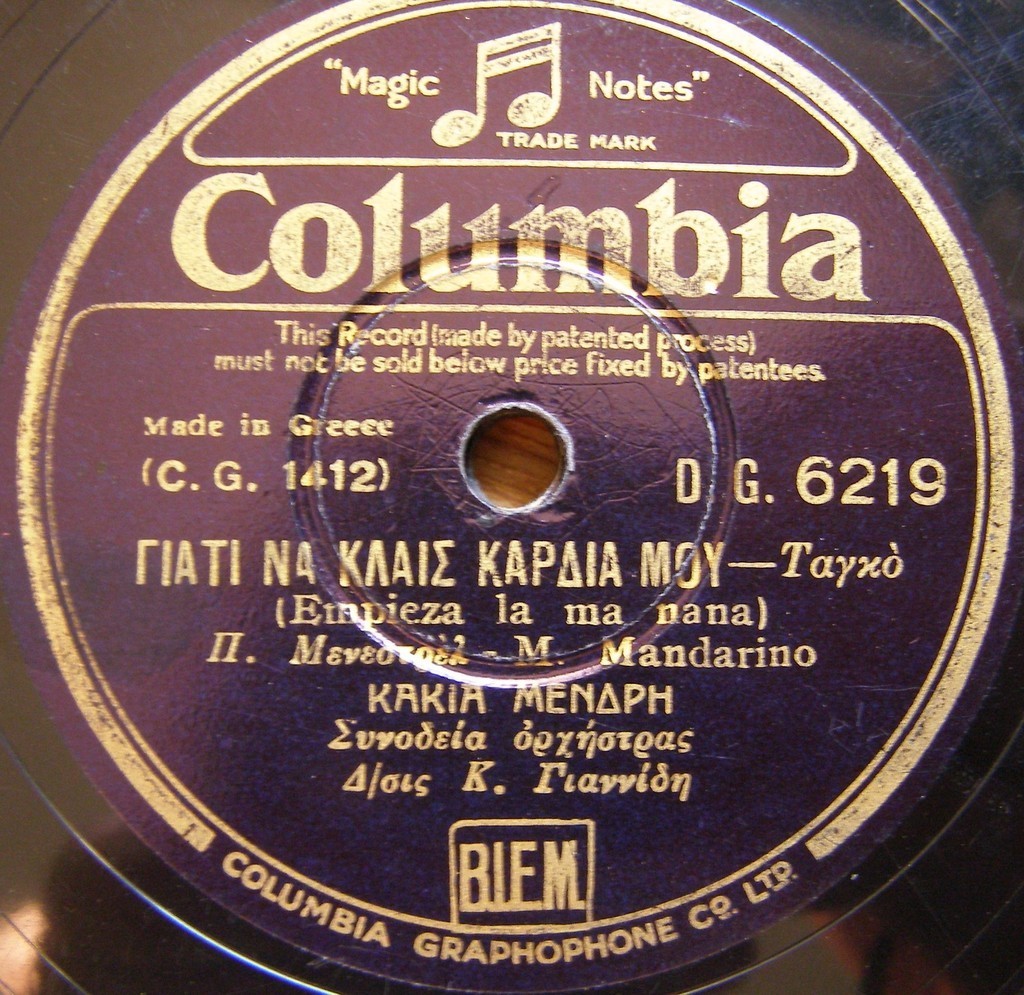 "Magic Notes"
TRADE MARK
Columbia
This Record (made by patented process)
must not be sold below price fixed by patentees.
Made in Greece
(C. G. 1412) D. G. 6219
ΓΙΑΤΙ ΝΑ ΚΛΑΙΣ ΚΑΡΔΙΑ ΜΟΥ—Ταγκὸ
(Empieza la ma nana)
Π. Μενεστρὲλ - M. Mandarino
ΚΑΚΙΑ ΜΕΝΔΡΗ
Συνοδεία ὀρχήστρας
Δ/σις Κ. Γιαννίδη
B.I.E.M.
COLUMBIA GRAPHOPHONE CO. LTD.